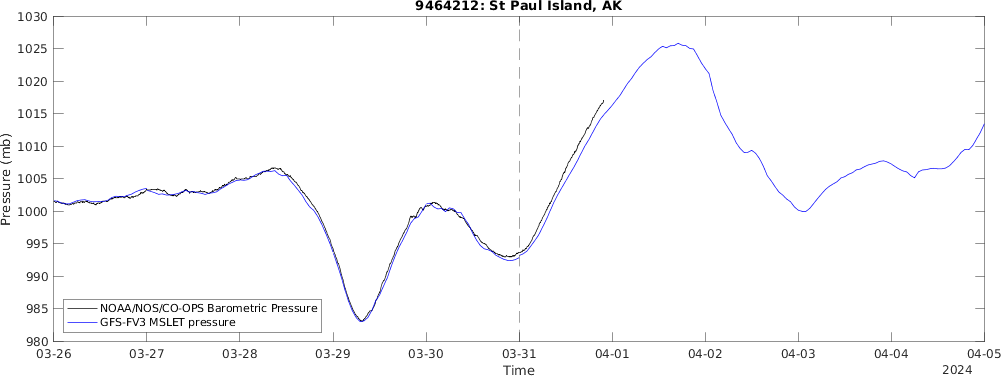 9464212: St Paul Island, AK
Pressure (mb)
1030
1025
1020
1015
1010
1005
1000
995
990
985
980
NOAA/NOS/CO-OPS Barometric Pressure
GFS-FV3 MSLET pressure
03-26 03-27 03-28 03-29 03-30 03-31 04-01 04-02 04-03 04-04 04-05
Time
2024